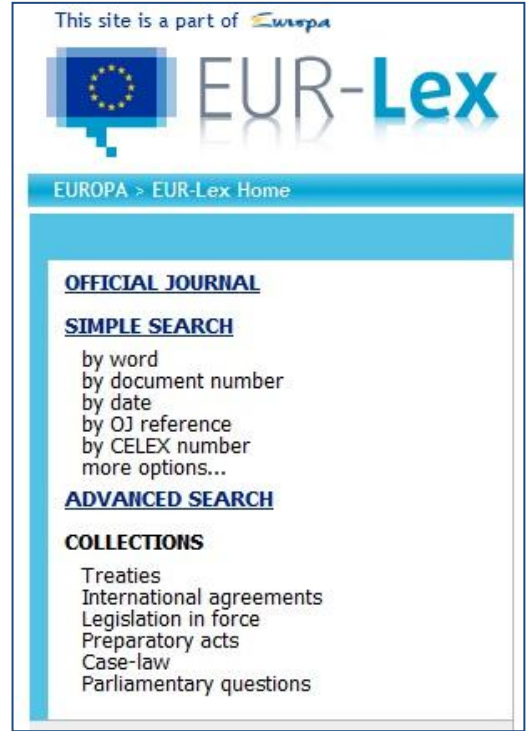 This site is a part of Europa
EUR-Lex
EUROPA > EUR-Lex Home
OFFICIAL JOURNAL
SIMPLE SEARCH
by word
by document number
by date
by OJ reference
by CELEX number
more options...
ADVANCED SEARCH
COLLECTIONS
Treaties
International agreements
Legislation in force
Preparatory acts
Case-law
Parliamentary questions